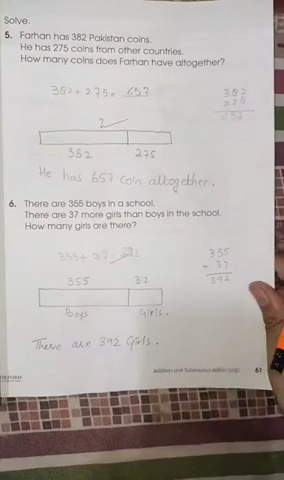 Solve.
5. Farhan has 382 Pakistan coins.
He has 275 coins from other countries.
How many coins does Farhan have altogether?
382 + 275 = 657
382
275
657
?
382 275
He has 657 coin altogether.
6. There are 355 boys in a school.
There are 37 more girls than boys in the school.
How many girls are there?
355 + 37 = 392
355
+ 37
392
355 37
Boys Girls.
There are 392 Girls.
OXFORD
Addition and Subtraction within
61